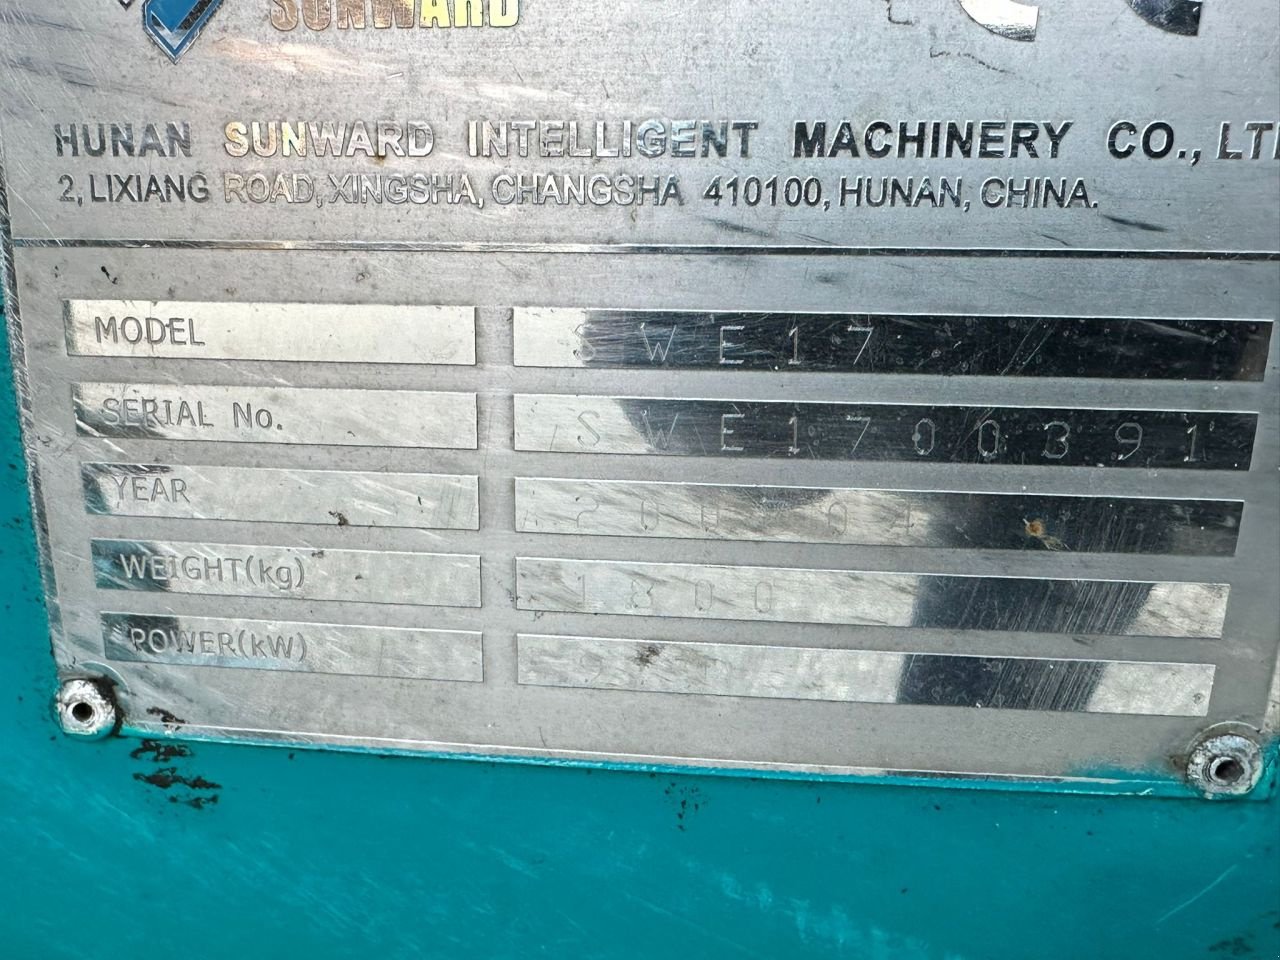 SUNWARD
HUNAN SUNWARD INTELLIGENT MACHINERY CO., LT
2, LIXIANG ROAD, XINGSHA, CHANGSHA 410100, HUNAN, CHINA.
MODEL SWE17
SERIAL No. SWE1700391
YEAR
WEIGHT(kg) 1800
POWER(kW)